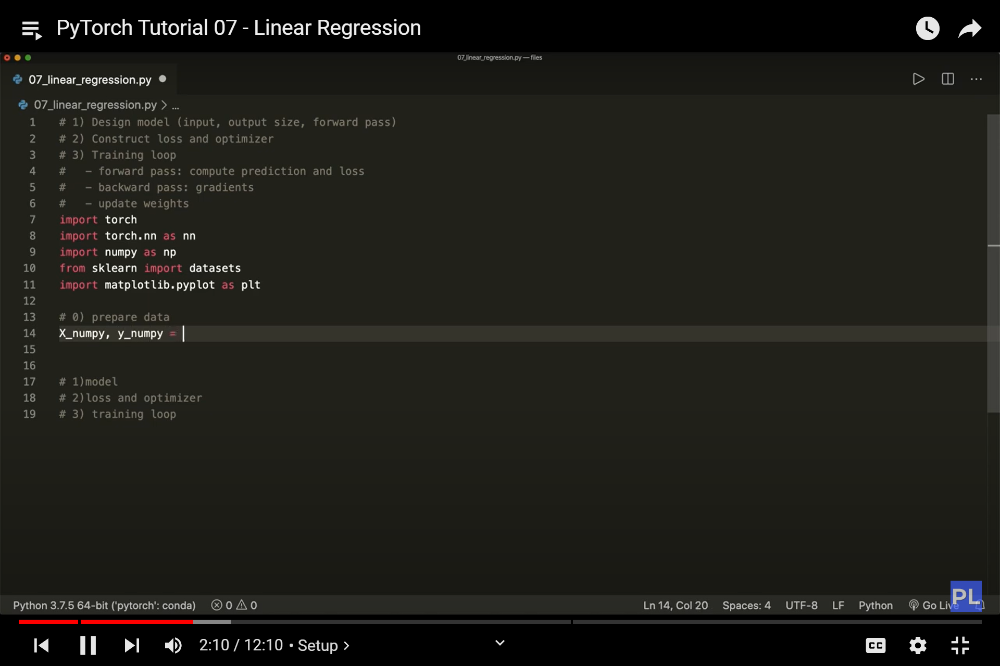 PyTorch Tutorial 07 - Linear Regression
07_linear_regression.py — files
07_linear_regression.py
07_linear_regression.py > ...
1 # 1) Design model (input, output size, forward pass)
2 # 2) Construct loss and optimizer
3 # 3) Training loop
4 #   - forward pass: compute prediction and loss
5 #   - backward pass: gradients
6 #   - update weights
7 import torch
8 import torch.nn as nn
9 import numpy as np
10 from sklearn import datasets
11 import matplotlib.pyplot as plt
12
13 # 0) prepare data
14 X_numpy, y_numpy =
15
16
17 # 1)model
18 # 2)loss and optimizer
19 # 3) training loop
PL
Python 3.7.5 64-bit ('pytorch': conda) 0 0 Ln 14, Col 20 Spaces: 4 UTF-8 LF Python Go Live
2:10 / 12:10 • Setup >
CC